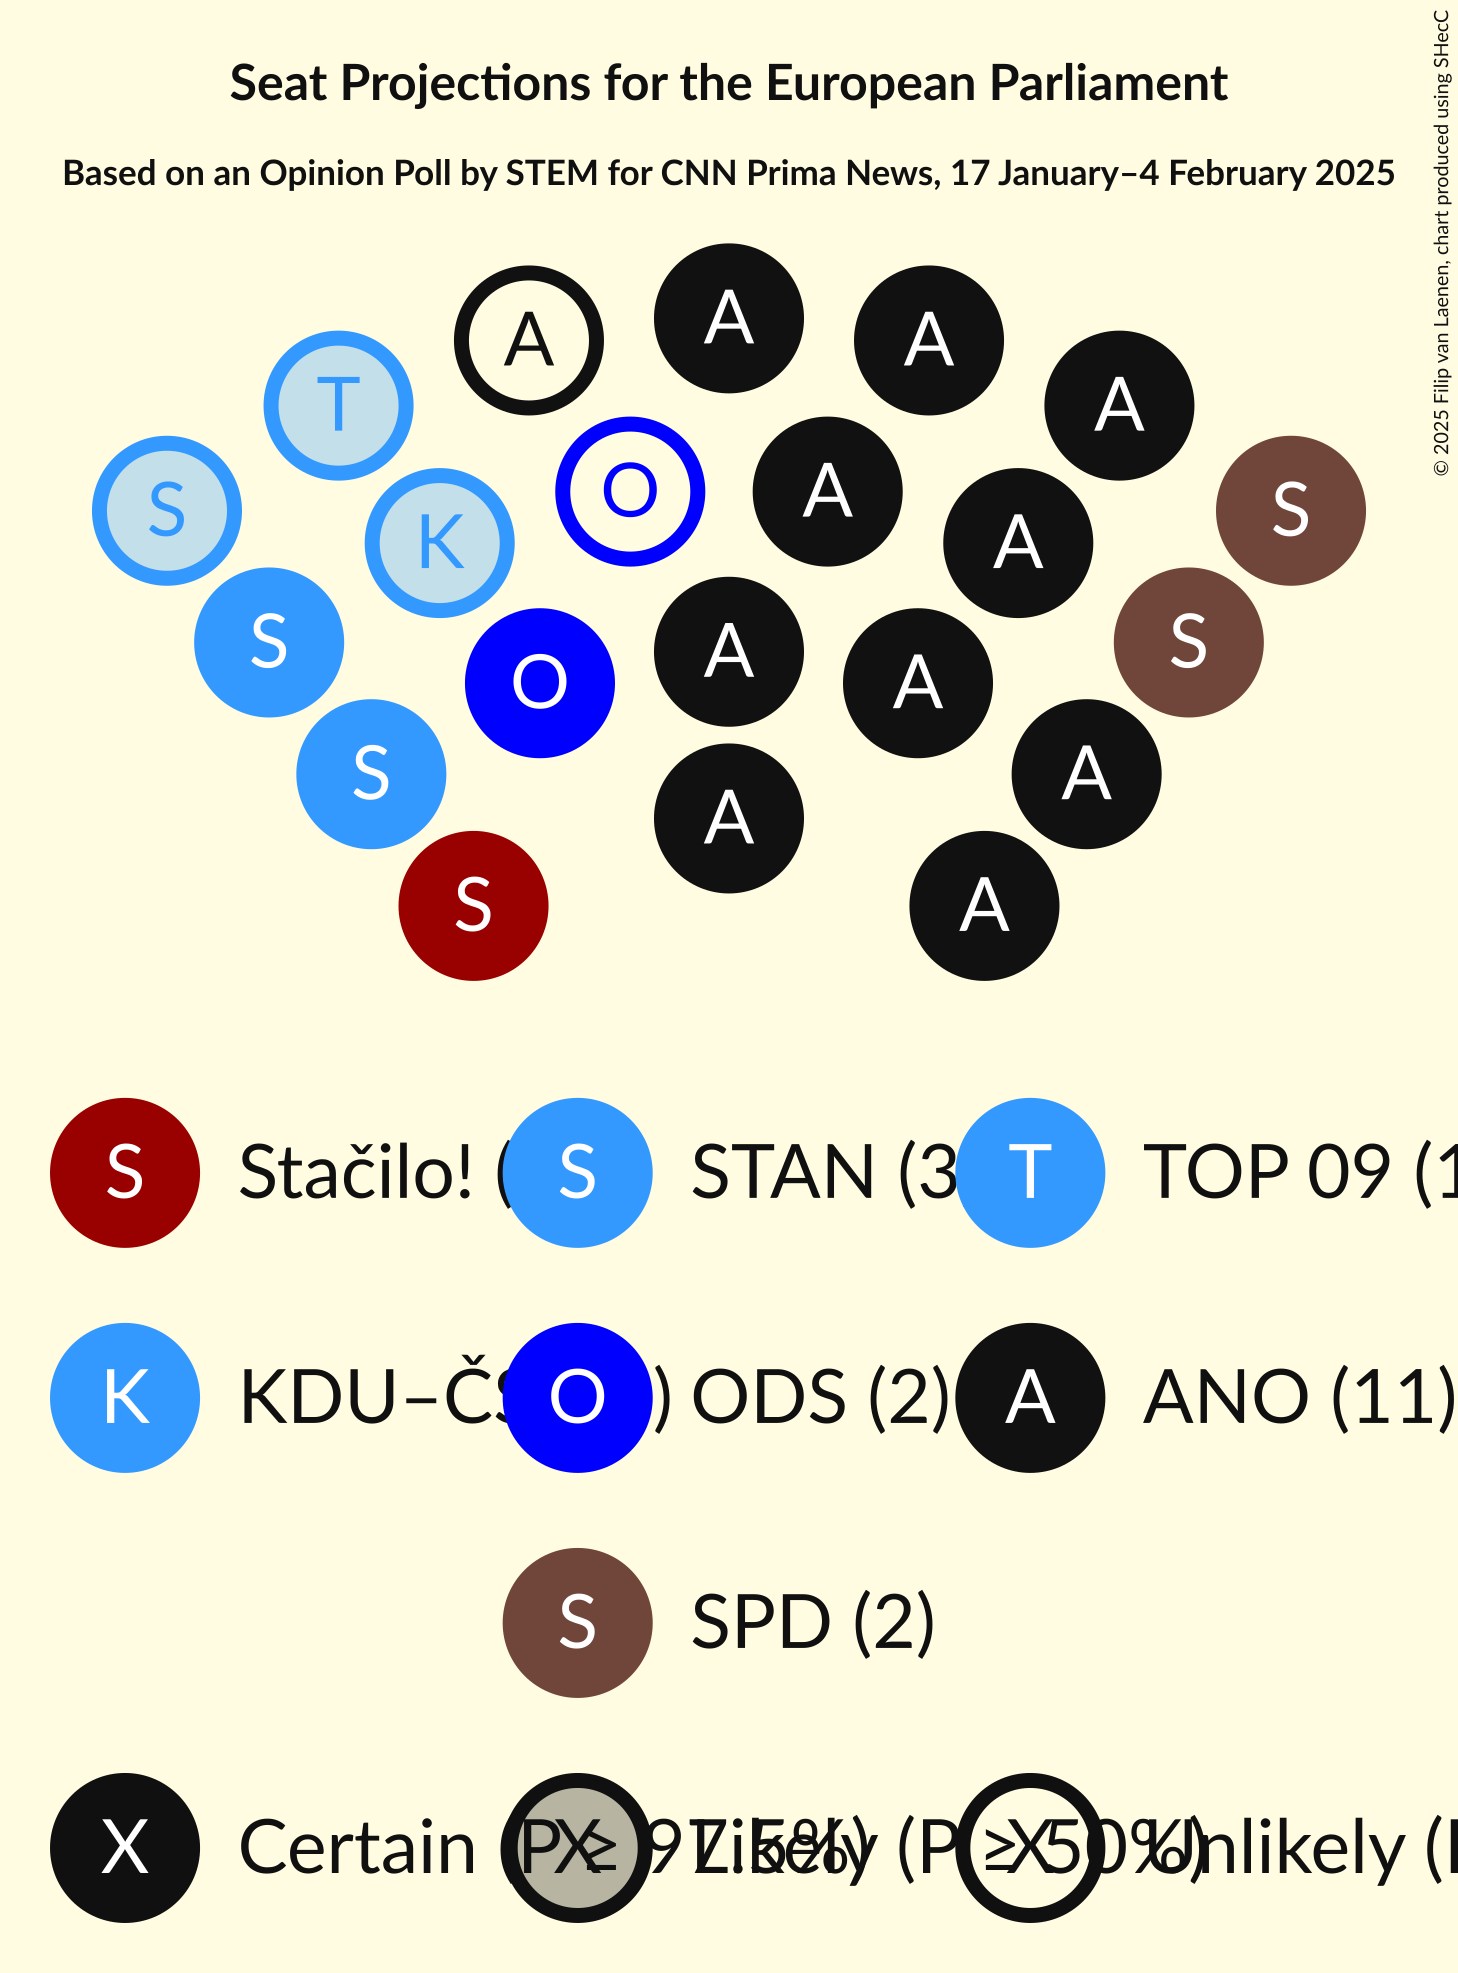 Seat Projections for the European Parliament
Based on an Opinion Poll by STEM for CNN Prima News, 17 January–4 February 2025
© 2025 Filip van Laenen, chart produced using SHecC
A
A A
T A
O A
S S
K A
S A S
O A
S A
A
S A
S Stačilo! ( S STAN (3 T TOP 09 (1
K KDU–Č O ) ODS (2) A ANO (11)
S SPD (2)
X Certain (P ≥ 97.5%) X Likely (P ≥ 50%) X Unlikely (